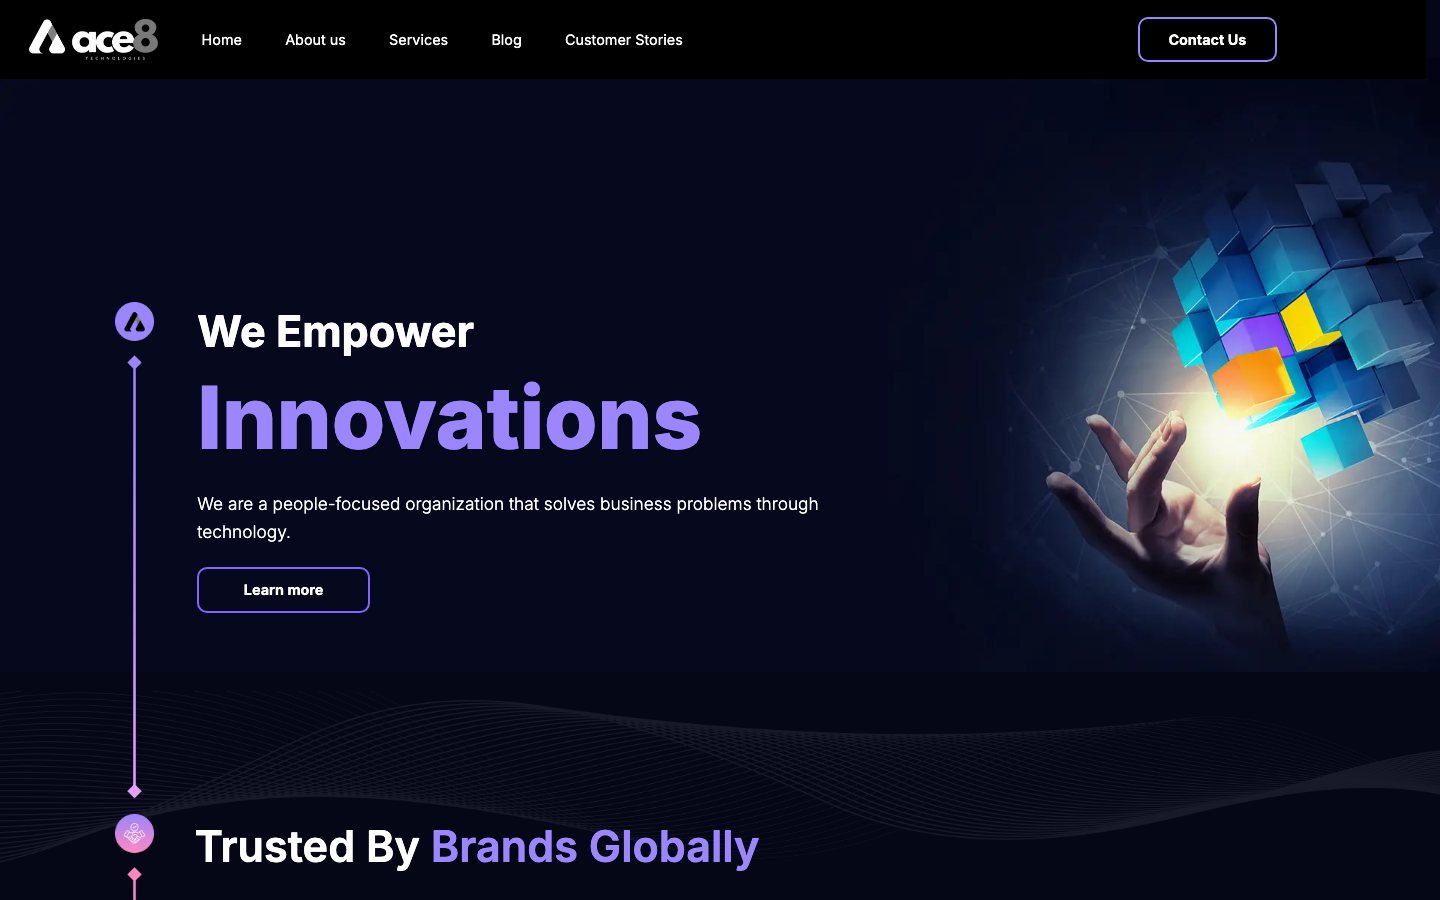 ace8
TECHNOLOGIES
Home
About us
Services
Blog
Customer Stories
Contact Us
We Empower
Innovations
We are a people-focused organization that solves business problems through
technology.
Learn more
Trusted By Brands Globally